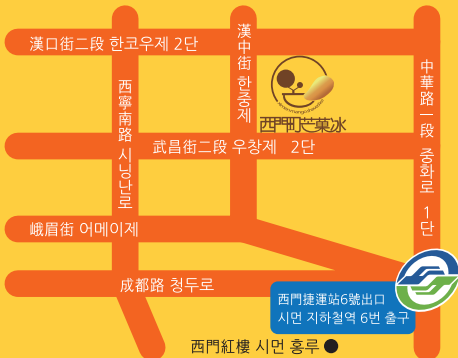 漢口街二段 한코우제 2단
漢中街 한중제
中華路一段 중화로 1단
西寧南路 시닝난로
西門町芒菓冰
武昌街二段 우창제 2단
峨眉街 어메이제
成都路 청두로
西門捷運站6號出口
시먼 지하철역 6번 출구
西門紅樓 시먼 홍루